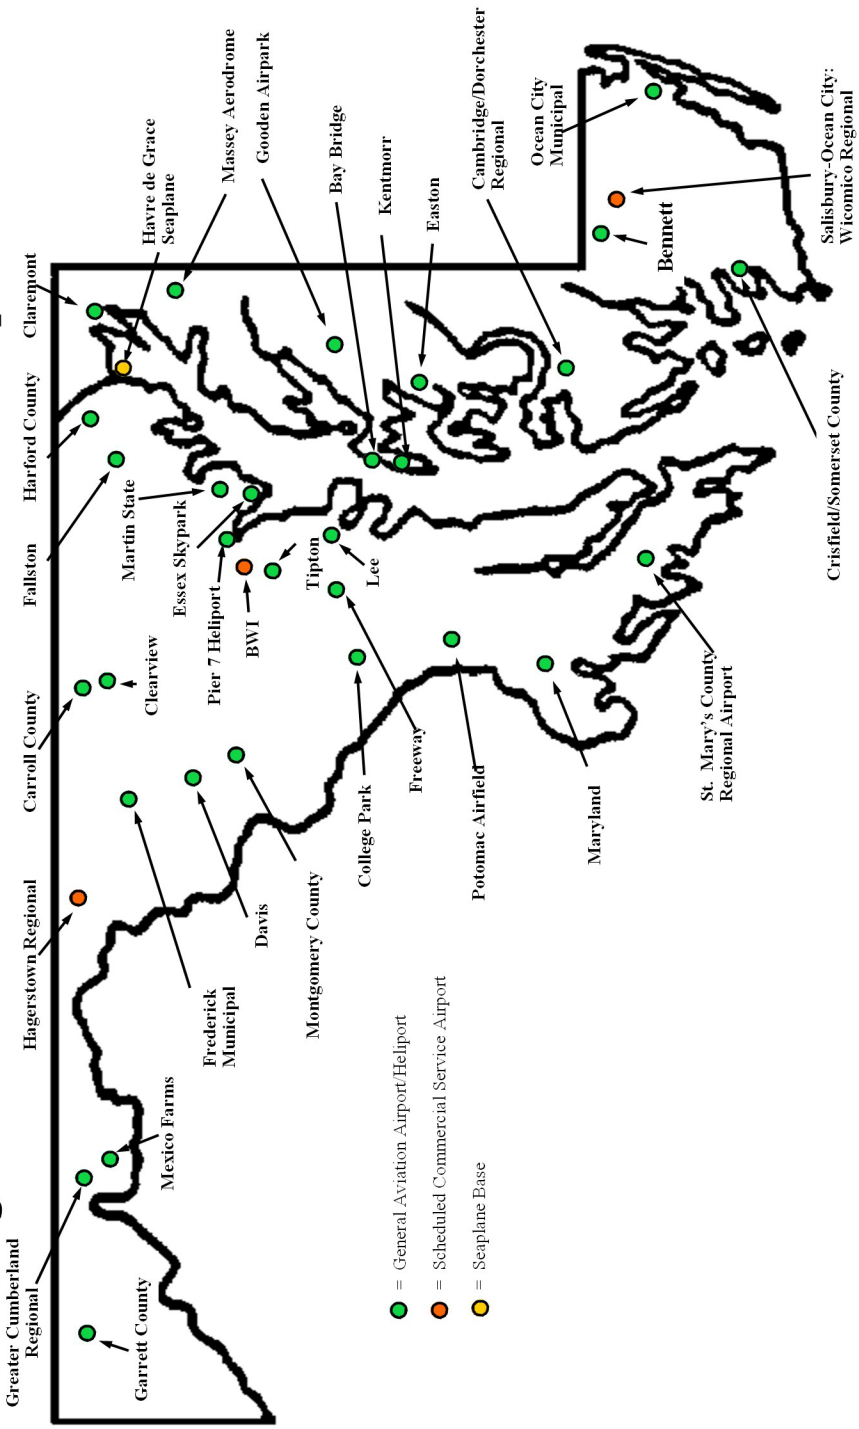 Greater Cumberland
Regional
Garrett County
Mexico Farms
Hagerstown Regional
Frederick
Municipal
Davis
Montgomery County
Carroll County
Clearview
Fallston
Harford County
Claremont
Havre de Grace
Seaplane
Massey Aerodrome
Gooden Airpark
Martin State
Essex Skypark
Pier 7 Heliport
BWI
Tipton
Lee
Bay Bridge
Kentmorr
Easton
Cambridge/Dorchester
Regional
Ocean City
Municipal
Bennett
Salisbury-Ocean City:
Wicomico Regional
Crisfield/Somerset County
St. Mary's County
Regional Airport
Maryland
Potomac Airfield
Freeway
College Park
= General Aviation Airport/Heliport
= Scheduled Commercial Service Airport
= Seaplane Base